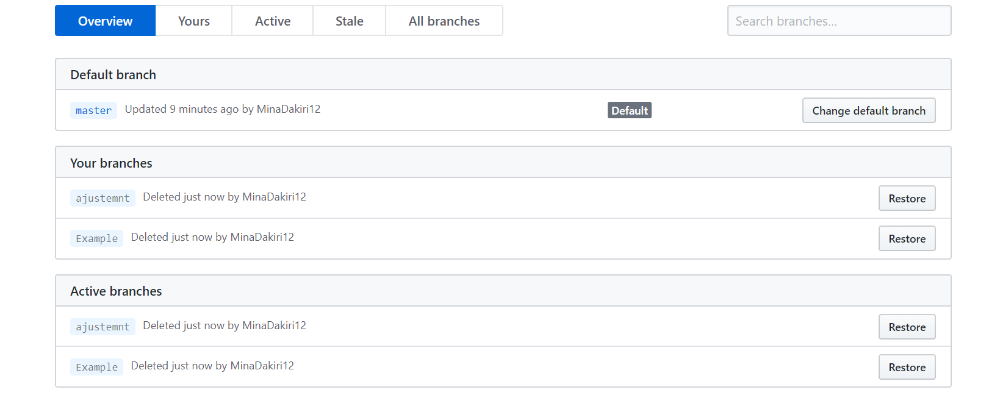 Overview Yours Active Stale All branches Search branches...
Default branch
master Updated 9 minutes ago by MinaDakiri12 Default Change default branch
Your branches
ajustemnt Deleted just now by MinaDakiri12 Restore
Example Deleted just now by MinaDakiri12 Restore
Active branches
ajustemnt Deleted just now by MinaDakiri12 Restore
Example Deleted just now by MinaDakiri12 Restore